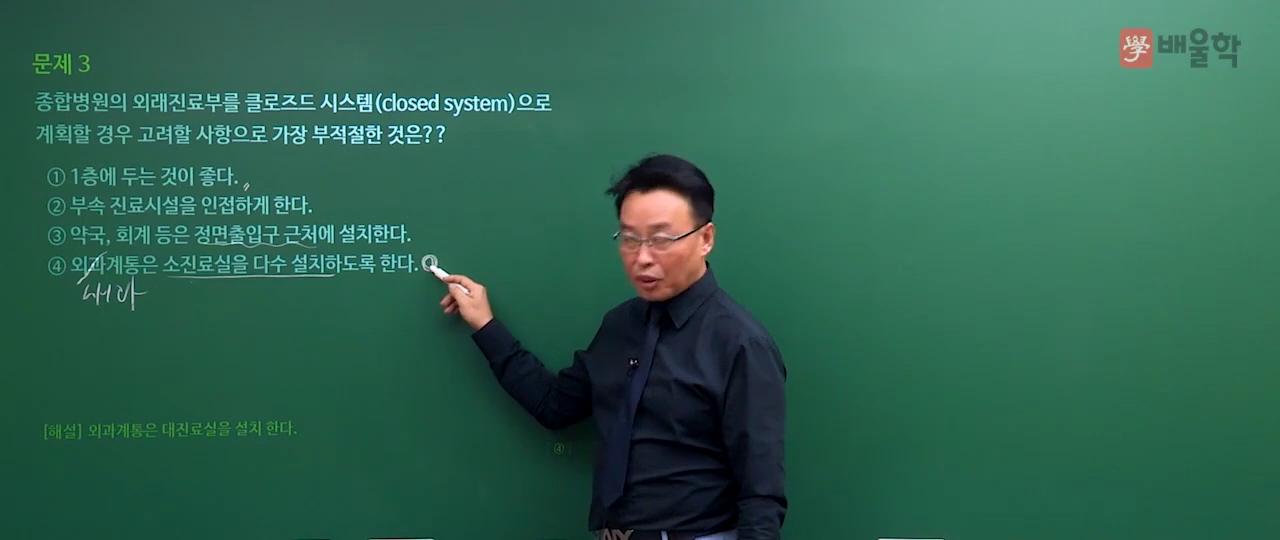 學 배울학
문제 3
종합병원의 외래진료부를 클로즈드 시스템(closed system)으로
계획할 경우 고려할 사항으로 가장 부적절한 것은??
① 1층에 두는 것이 좋다.
② 부속 진료시설을 인접하게 한다.
③ 약국, 회계 등은 정면출입구 근처에 설치한다.
④ 외과계통은 소진료실을 다수 설치하도록 한다.
내과
[해설] 외과계통은 대진료실을 설치 한다.
④